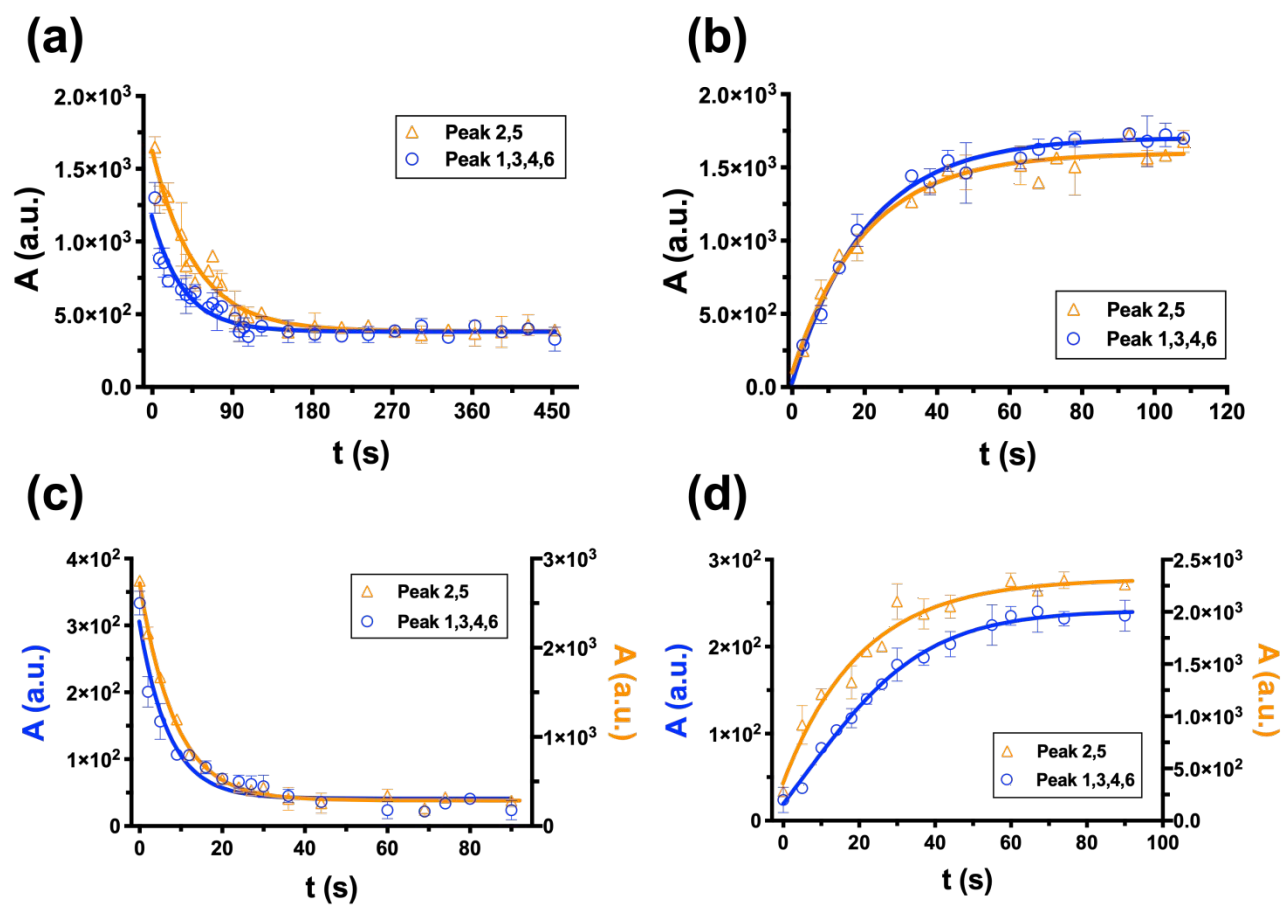 (a)
2.0×10³
1.5×10³
1.0×10³
5.0×10²
0.0
A (a.u.)
0 90 180 270 360 450
t (s)
Peak 2,5
Peak 1,3,4,6
(b)
2.0×10³
1.5×10³
1.0×10³
5.0×10²
0.0
A (a.u.)
0 20 40 60 80 100 120
t (s)
Peak 2,5
Peak 1,3,4,6
(c)
4×10²
3×10²
2×10²
1×10²
0
A (a.u.)
3×10³
2×10³
1×10³
0
A (a.u.)
0 20 40 60 80
t (s)
Peak 2,5
Peak 1,3,4,6
(d)
3×10²
2×10²
1×10²
0
A (a.u.)
2.5×10³
2.0×10³
1.5×10³
1.0×10³
5.0×10²
0.0
A (a.u.)
0 20 40 60 80 100
t (s)
Peak 2,5
Peak 1,3,4,6